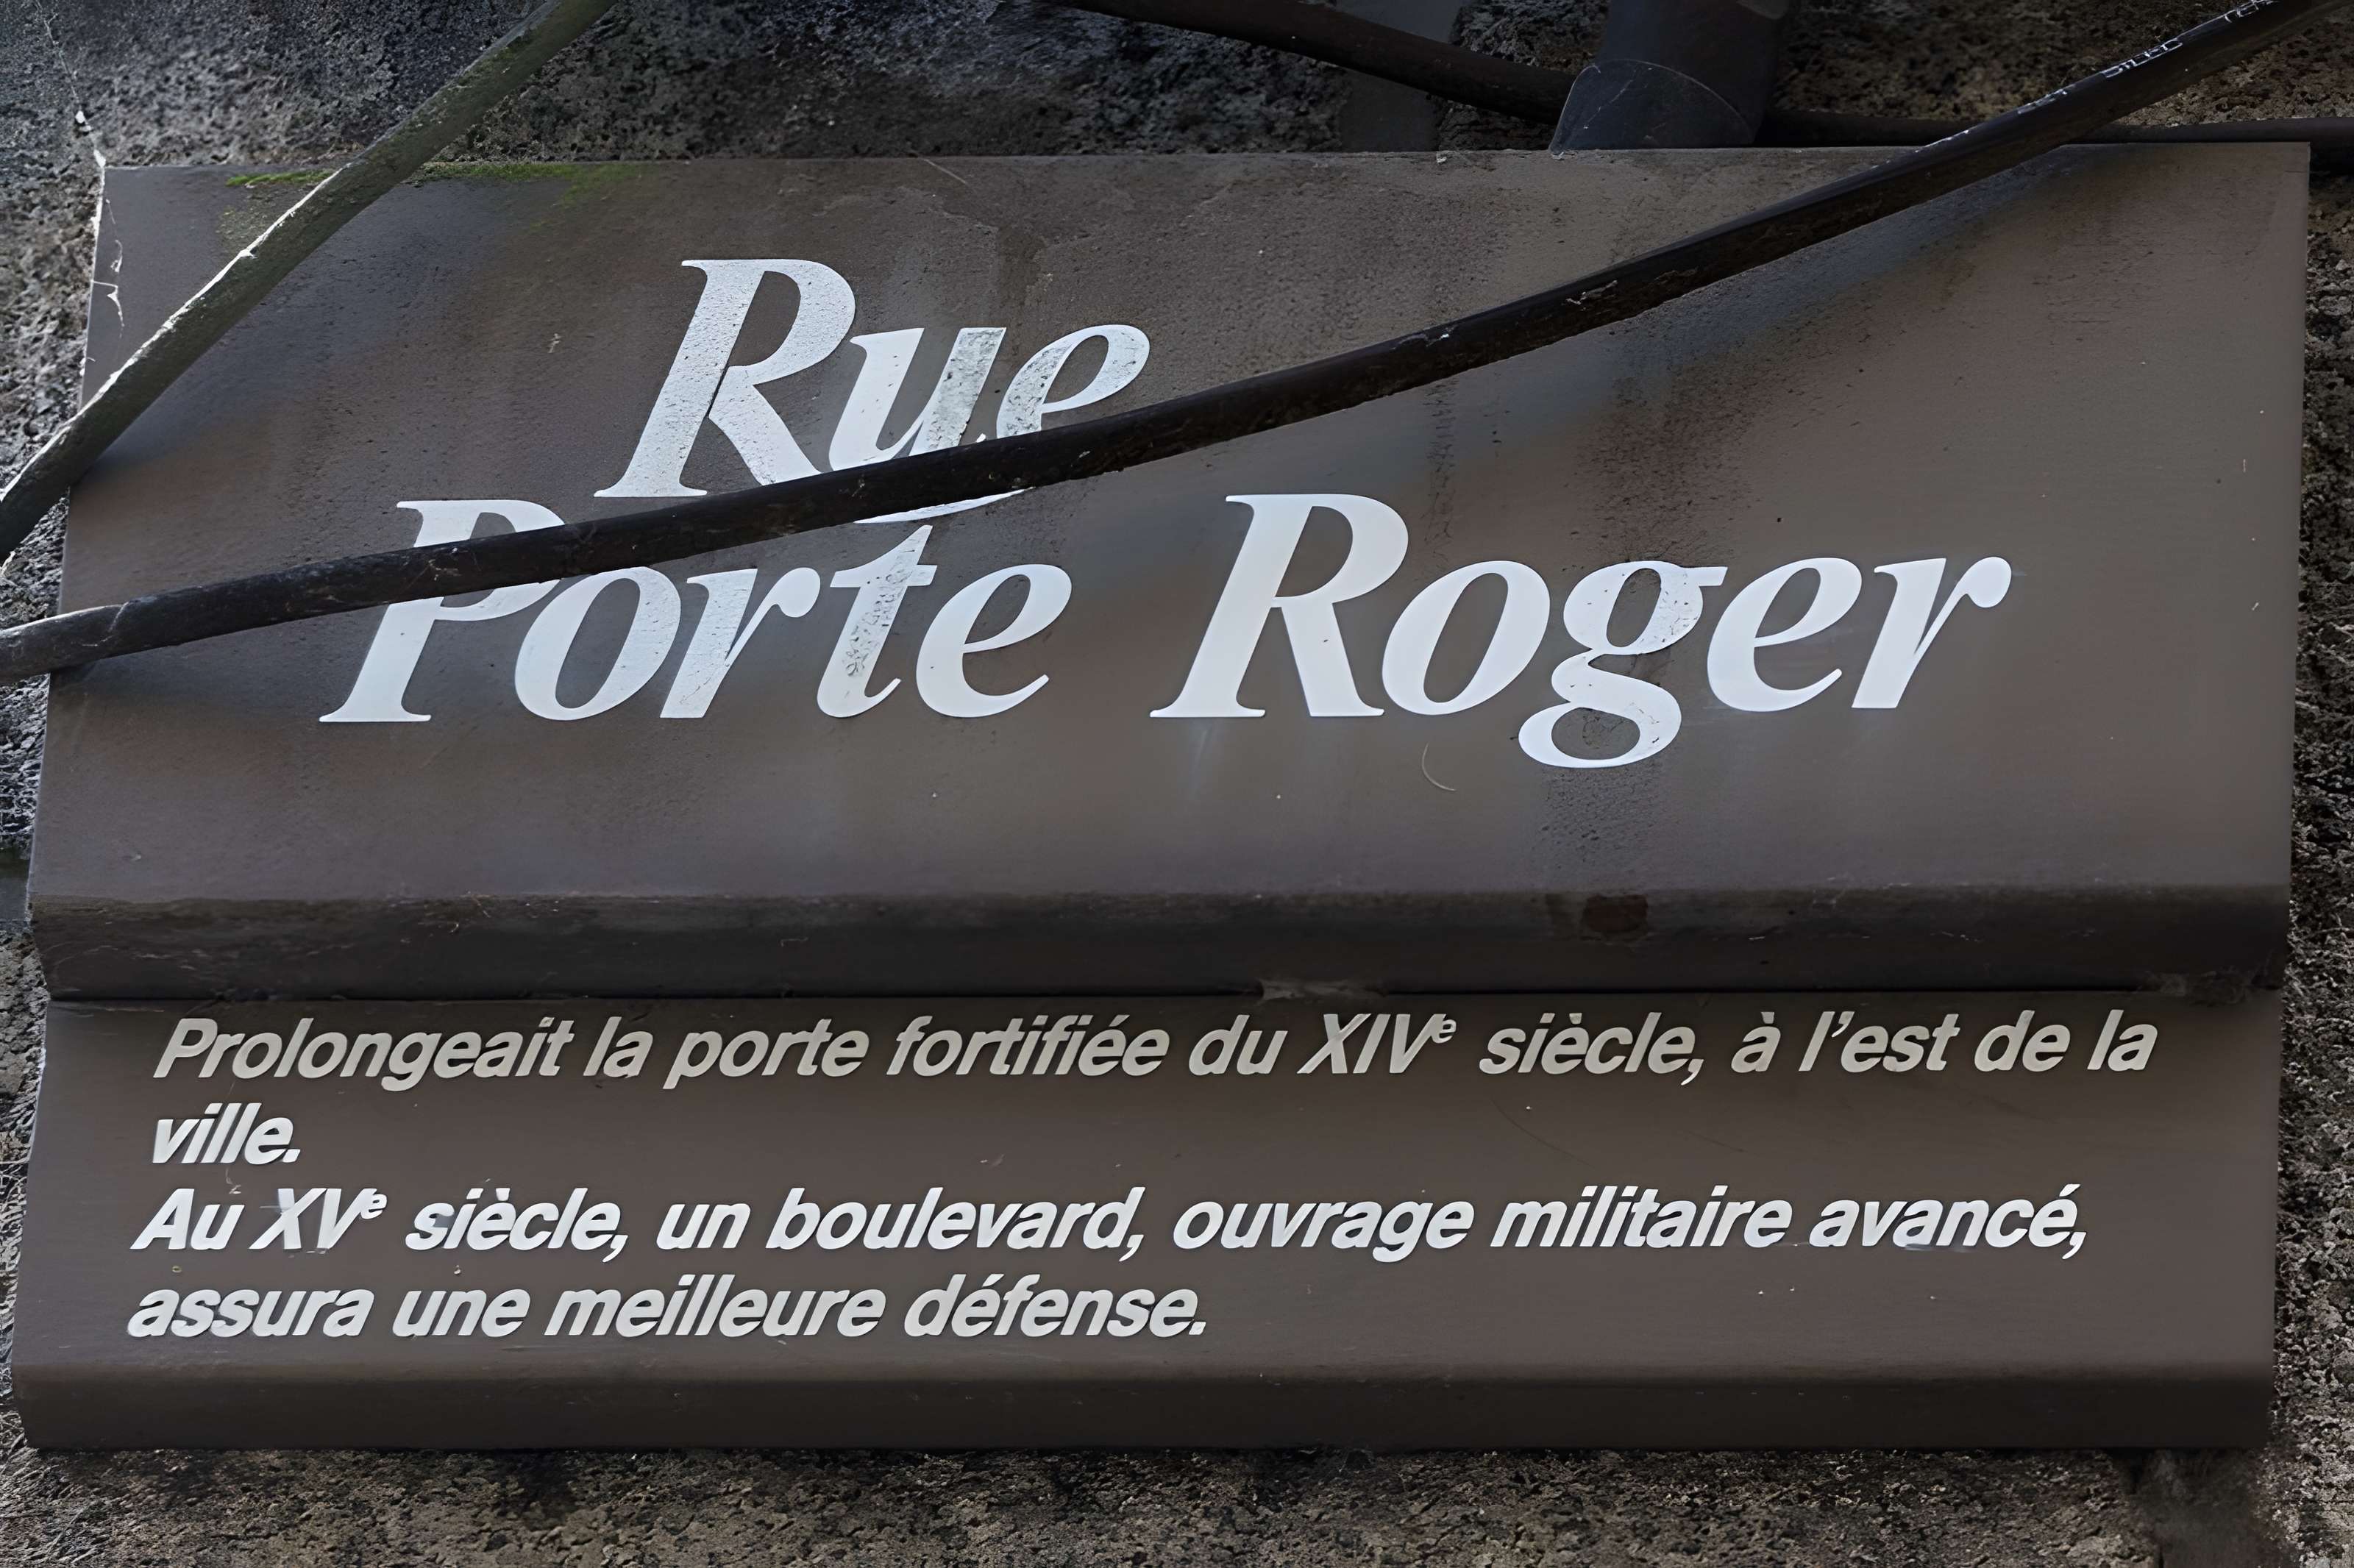 Rue
Porte Roger
Prolongeait la porte fortifiée du XIVe siècle, à l'est de la
ville.
Au XVe siècle, un boulevard, ouvrage militaire avancé,
assura une meilleure défense.